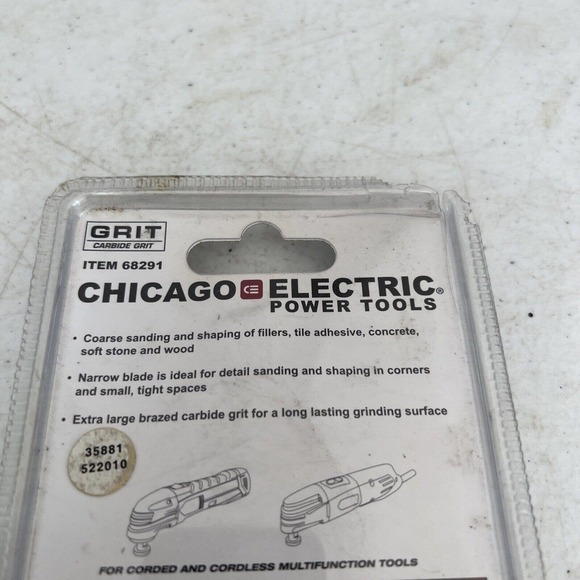 GRIT
CARBIDE GRIT
ITEM 68291
CHICAGO CE ELECTRIC®
POWER TOOLS
• Coarse sanding and shaping of fillers, tile adhesive, concrete,
soft stone and wood
• Narrow blade is ideal for detail sanding and shaping in corners
and small, tight spaces
• Extra large brazed carbide grit for a long lasting grinding surface
35881
522010
FOR CORDED AND CORDLESS MULTIFUNCTION TOOLS